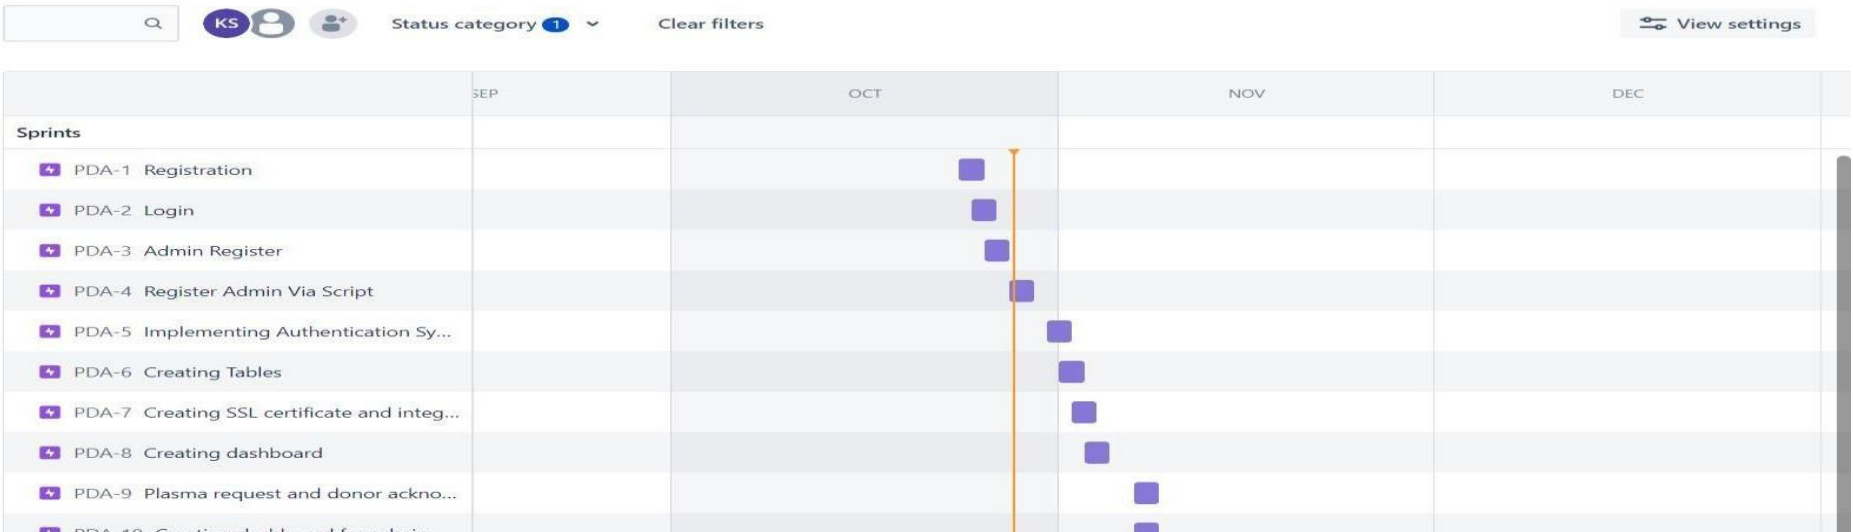 KS Status category 1 Clear filters View settings
SEP OCT NOV DEC
Sprints
PDA-1 Registration
PDA-2 Login
PDA-3 Admin Register
PDA-4 Register Admin Via Script
PDA-5 Implementing Authentication Sy...
PDA-6 Creating Tables
PDA-7 Creating SSL certificate and integ...
PDA-8 Creating dashboard
PDA-9 Plasma request and donor ackno...